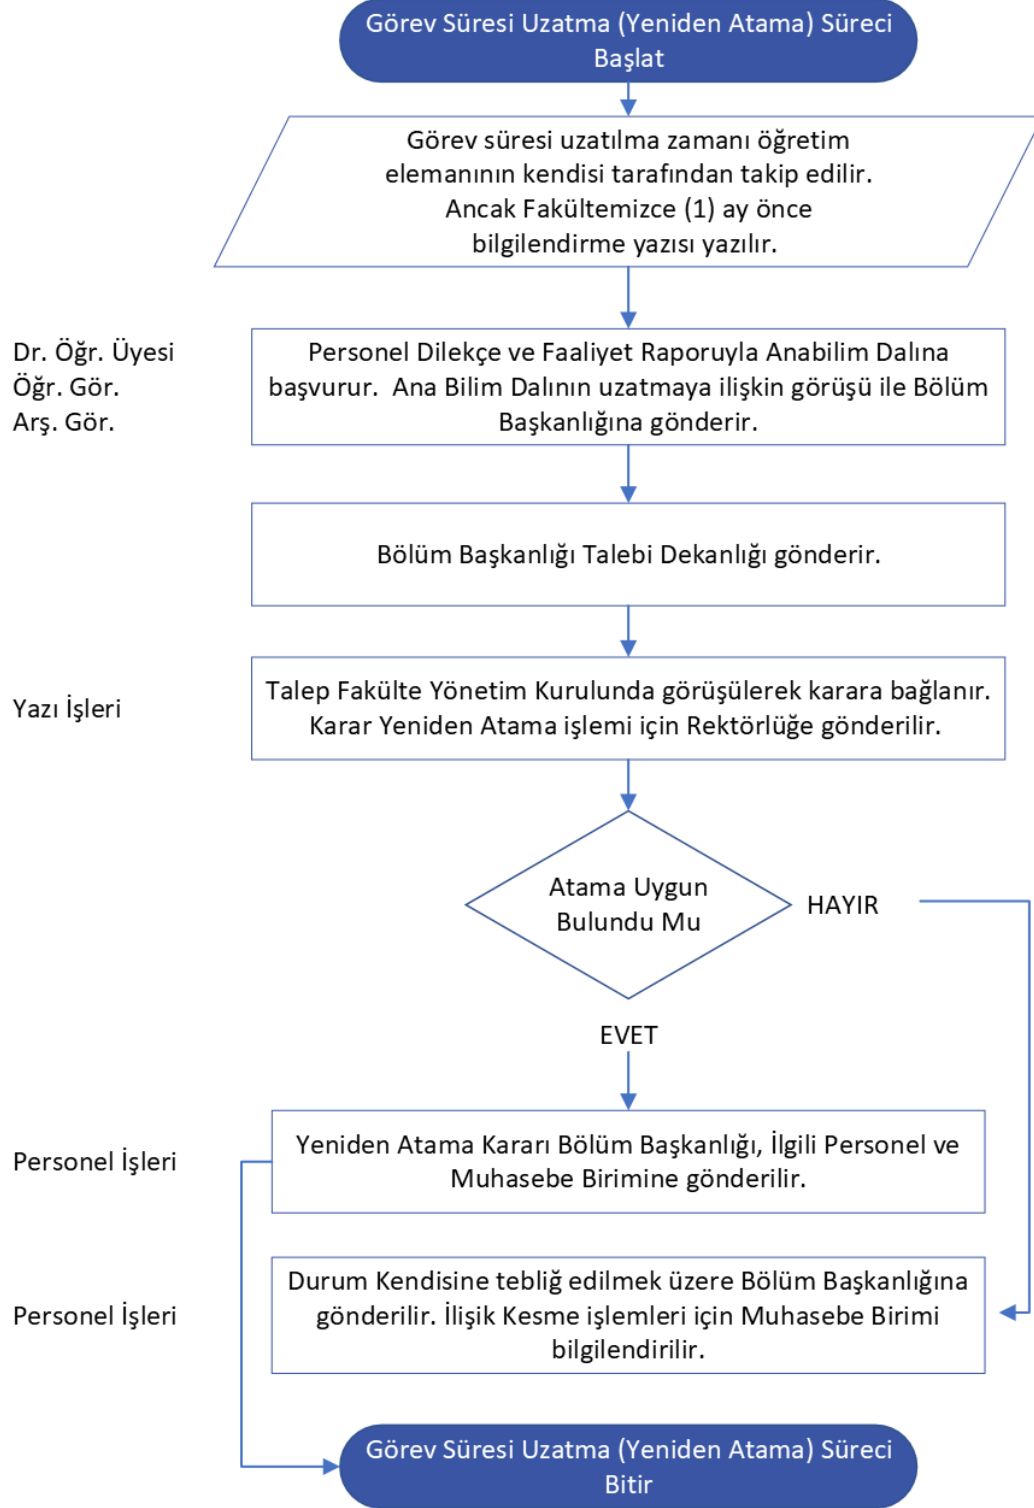 Görev Süresi Uzatma (Yeniden Atama) Süreci
Başlat
Görev süresi uzatılma zamanı öğretim
elemanının kendisi tarafından takip edilir.
Ancak Fakültemizce (1) ay önce
bilgilendirme yazısı yazılır.
Dr. Öğr. Üyesi
Öğr. Gör.
Arş. Gör.
Personel Dilekçe ve Faaliyet Raporuyla Anabilim Dalına
başvurur. Ana Bilim Dalının uzatmaya ilişkin görüşü ile Bölüm
Başkanlığına gönderir.
Bölüm Başkanlığı Talebi Dekanlığı gönderir.
Yazı İşleri
Talep Fakülte Yönetim Kurulunda görüşülerek karara bağlanır.
Karar Yeniden Atama işlemi için Rektörlüğe gönderilir.
Atama Uygun
Bulundu Mu
HAYIR
EVET
Personel İşleri
Yeniden Atama Kararı Bölüm Başkanlığı, İlgili Personel ve
Muhasebe Birimine gönderilir.
Personel İşleri
Durum Kendisine tebliğ edilmek üzere Bölüm Başkanlığına
gönderilir. İlişik Kesme işlemleri için Muhasebe Birimi
bilgilendirilir.
Görev Süresi Uzatma (Yeniden Atama) Süreci
Bitir